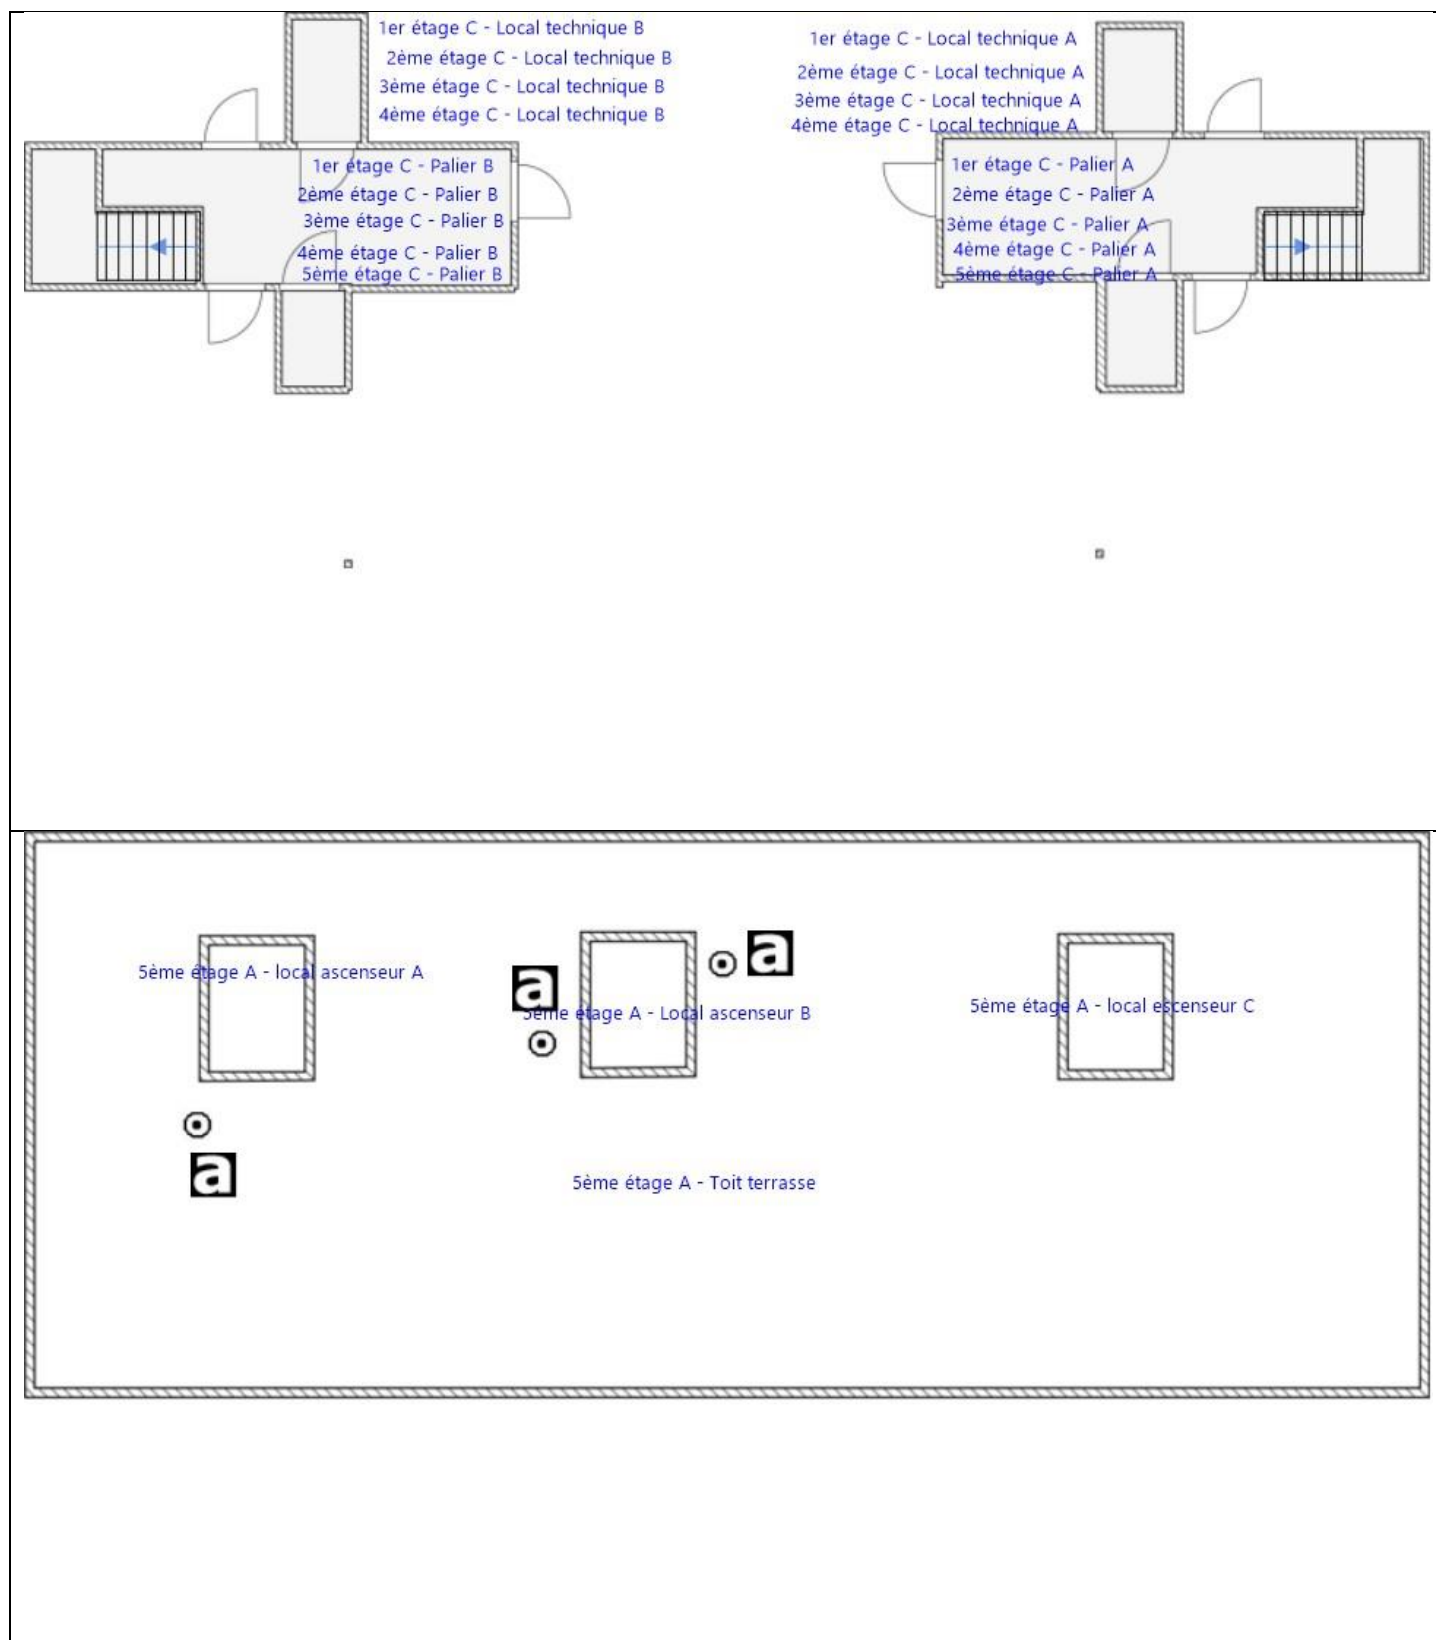 1er étage C - Local technique B
2ème étage C - Local technique B
3ème étage C - Local technique B
4ème étage C - Local technique B
1er étage C - Palier B
2ème étage C - Palier B
3ème étage C - Palier B
4ème étage C - Palier B
5ème étage C - Palier B
1er étage C - Local technique A
2ème étage C - Local technique A
3ème étage C - Local technique A
4ème étage C - Local technique A
1er étage C - Palier A
2ème étage C - Palier A
3ème étage C - Palier A
4ème étage C - Palier A
5ème étage C - Palier A
5ème étage A - local ascenseur A
a
5ème étage A - Local ascenseur B
a
5ème étage A - local escenseur C
a
5ème étage A - Toit terrasse